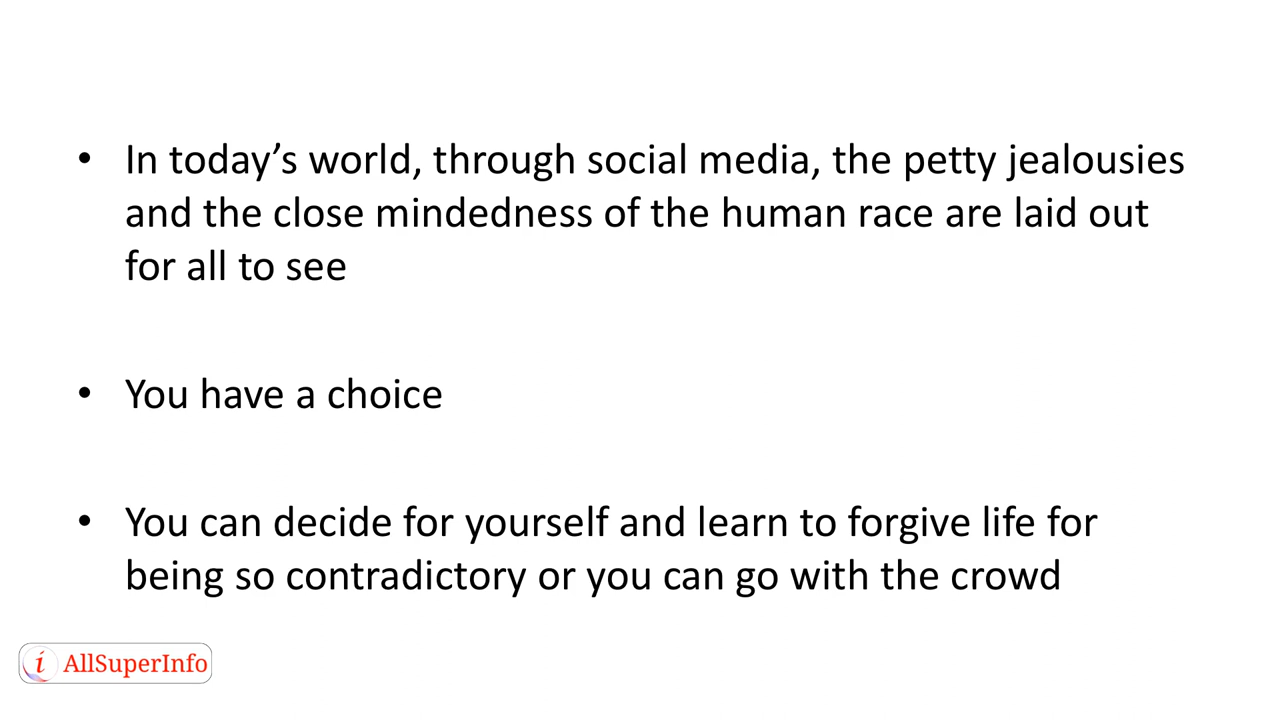 • In today’s world, through social media, the petty jealousies
and the close mindedness of the human race are laid out
for all to see
• You have a choice
• You can decide for yourself and learn to forgive life for
being so contradictory or you can go with the crowd
i AllSuperInfo